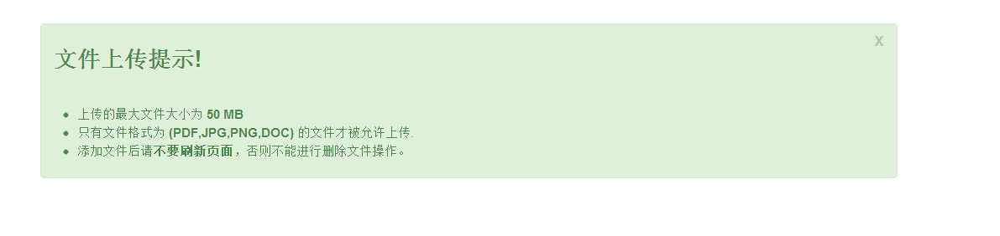 x
文件上传提示!
上传的最大文件大小为 50 MB
只有文件格式为 (PDF,JPG,PNG,DOC) 的文件才被允许上传.
添加文件后请不要刷新页面，否则不能进行删除文件操作。